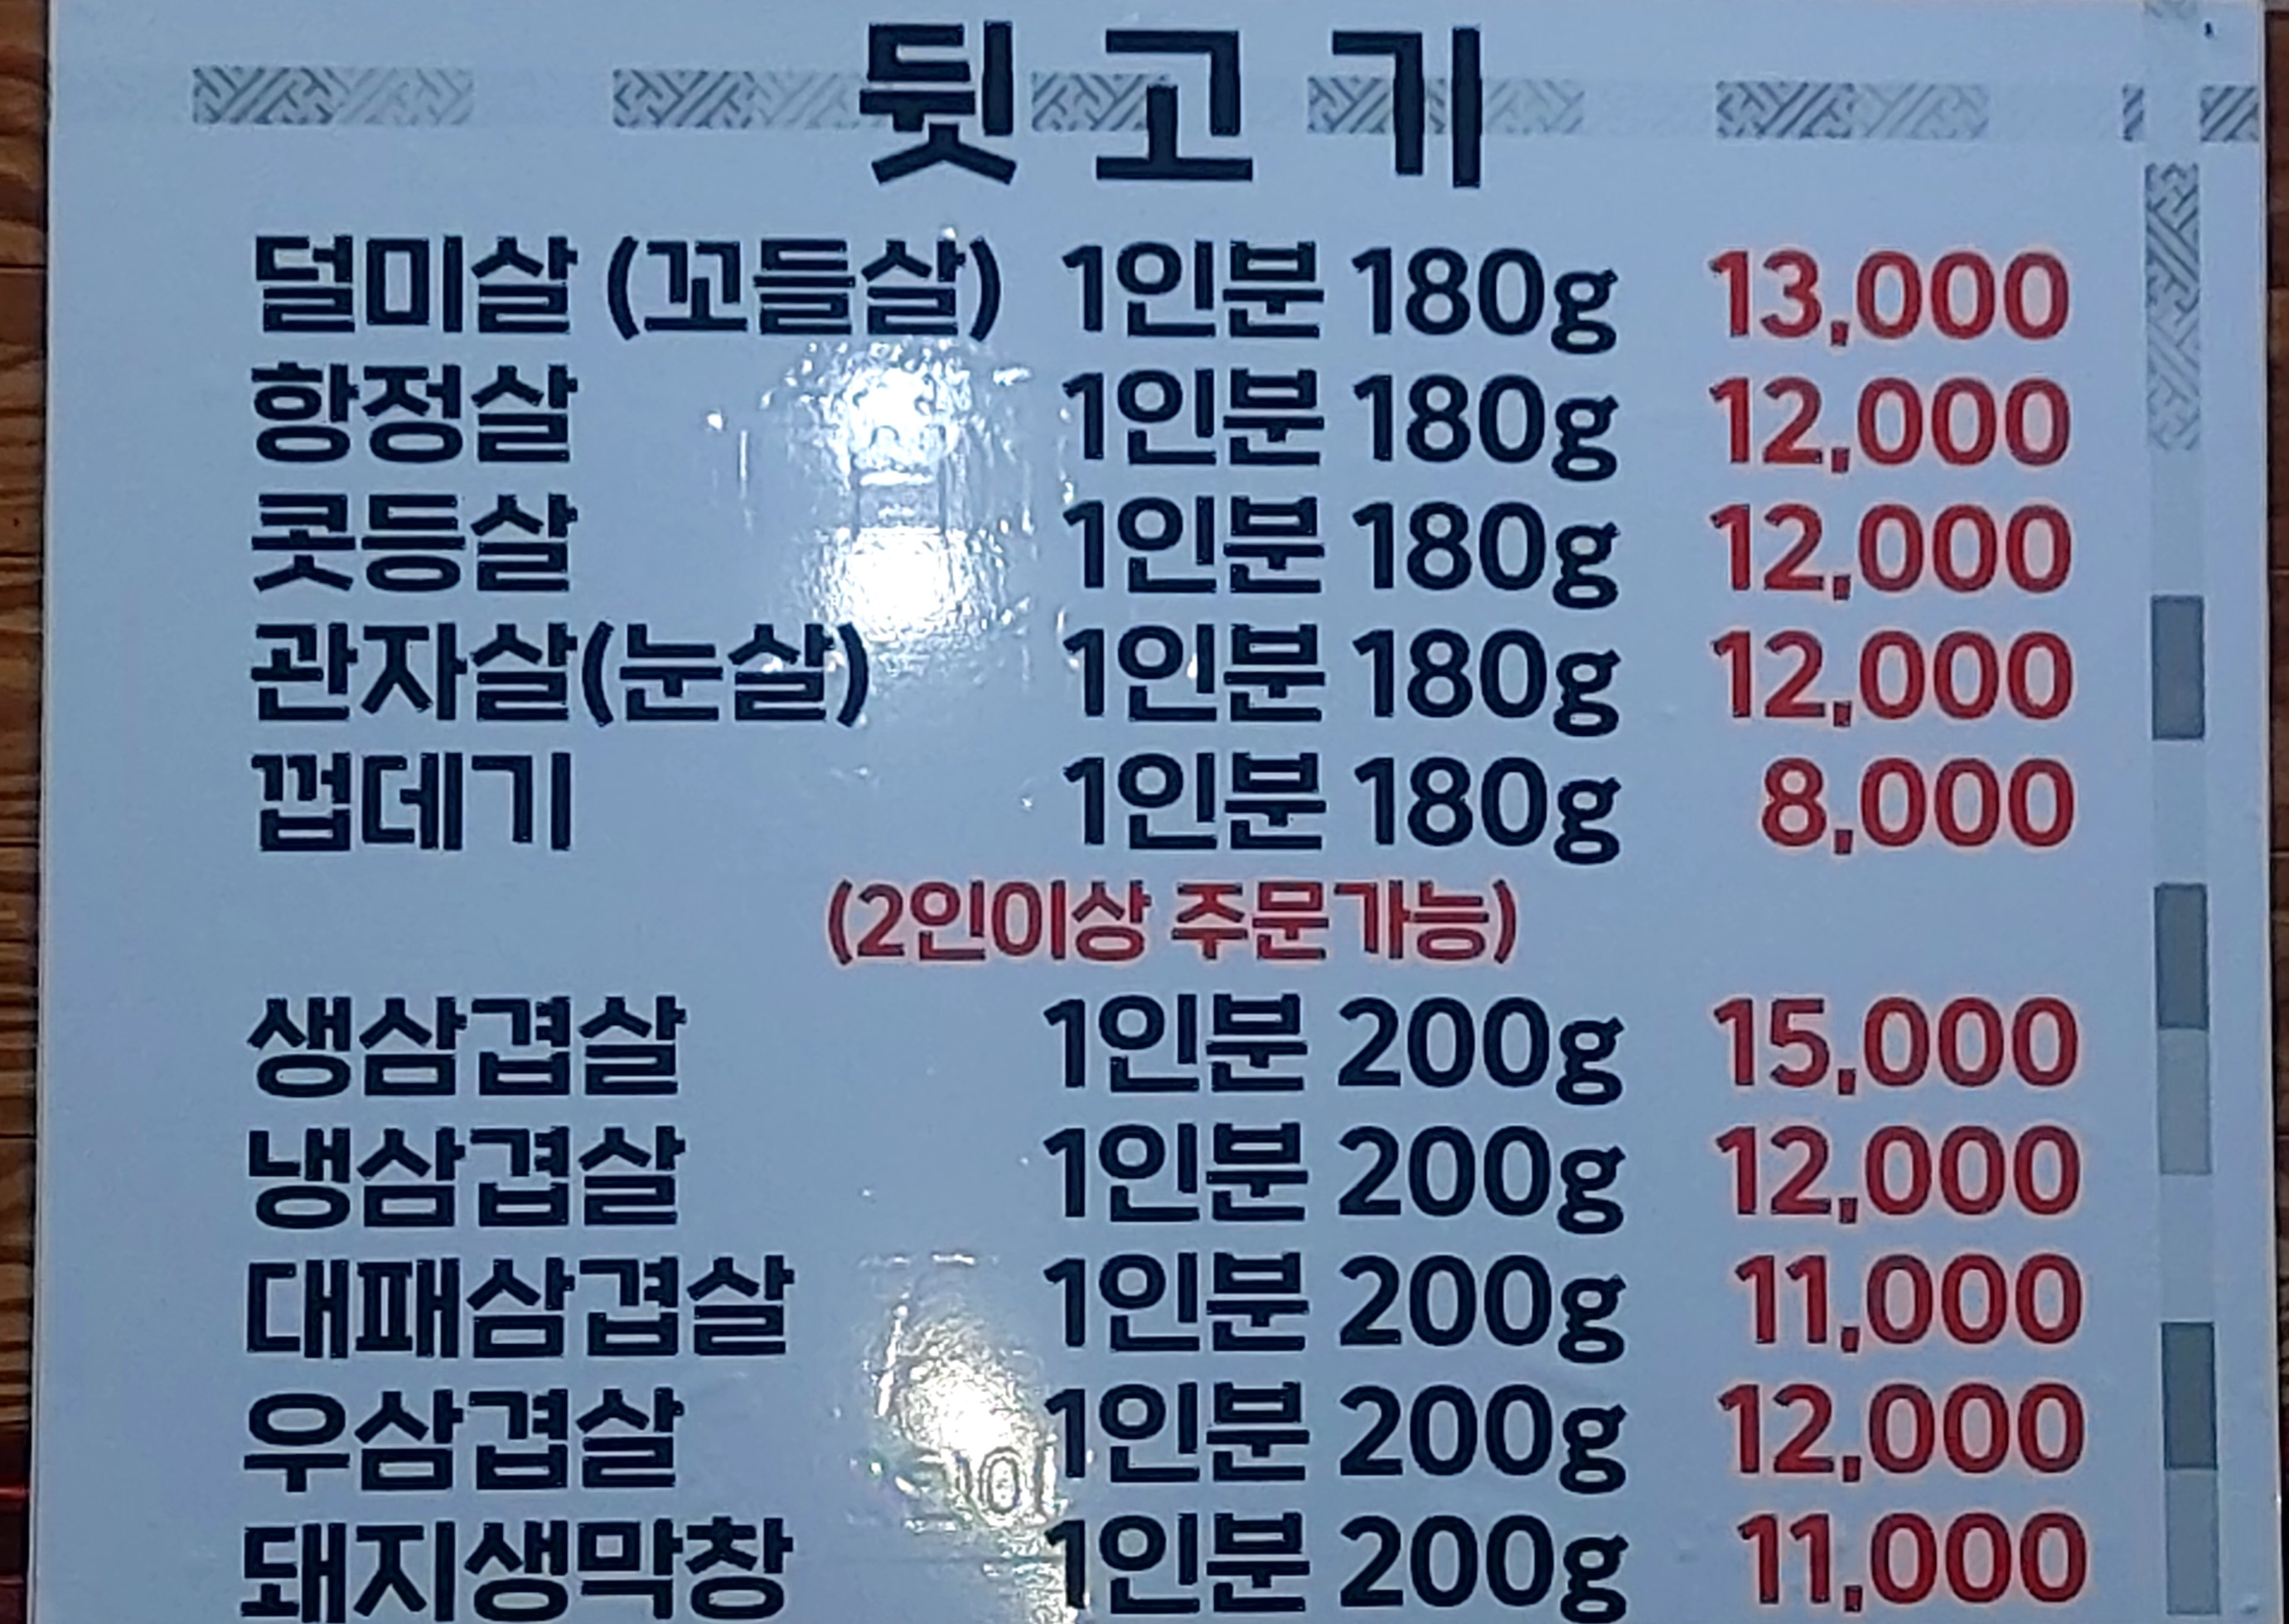 뒷고기
덜미살 (꼬들살) 1인분 180g 13,000
항정살 1인분 180g 12,000
콧등살 1인분 180g 12,000
관자살(눈살) 1인분 180g 12,000
껍데기 1인분 180g 8,000
(2인이상 주문가능)
생삼겹살 1인분 200g 15,000
냉삼겹살 1인분 200g 12,000
대패삼겹살 1인분 200g 11,000
우삼겹살 1인분 200g 12,000
돼지생막창 1인분 200g 11,000